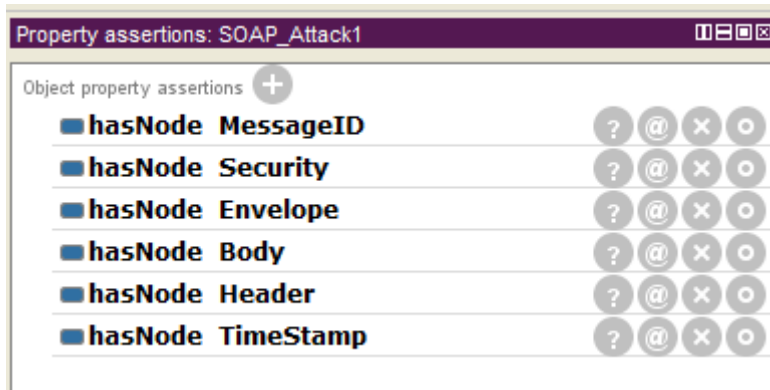 Property assertions: SOAP_Attack1
Object property assertions
hasNode MessageID
hasNode Security
hasNode Envelope
hasNode Body
hasNode Header
hasNode TimeStamp